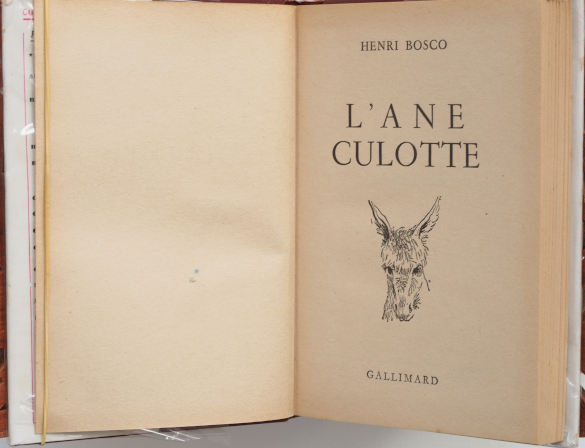 HENRI BOSCO
L'ANE
CULOTTE
GALLIMARD